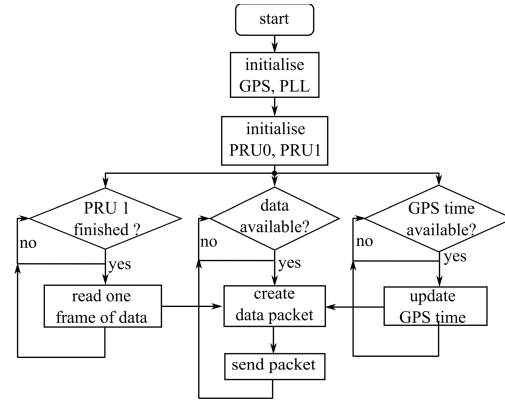 start
initialise
GPS, PLL
initialise
PRU0, PRU1
PRU 1
finished ?
no
yes
data
available?
no
yes
GPS time
available?
no
yes
read one
frame of data
create
data packet
update
GPS time
send packet